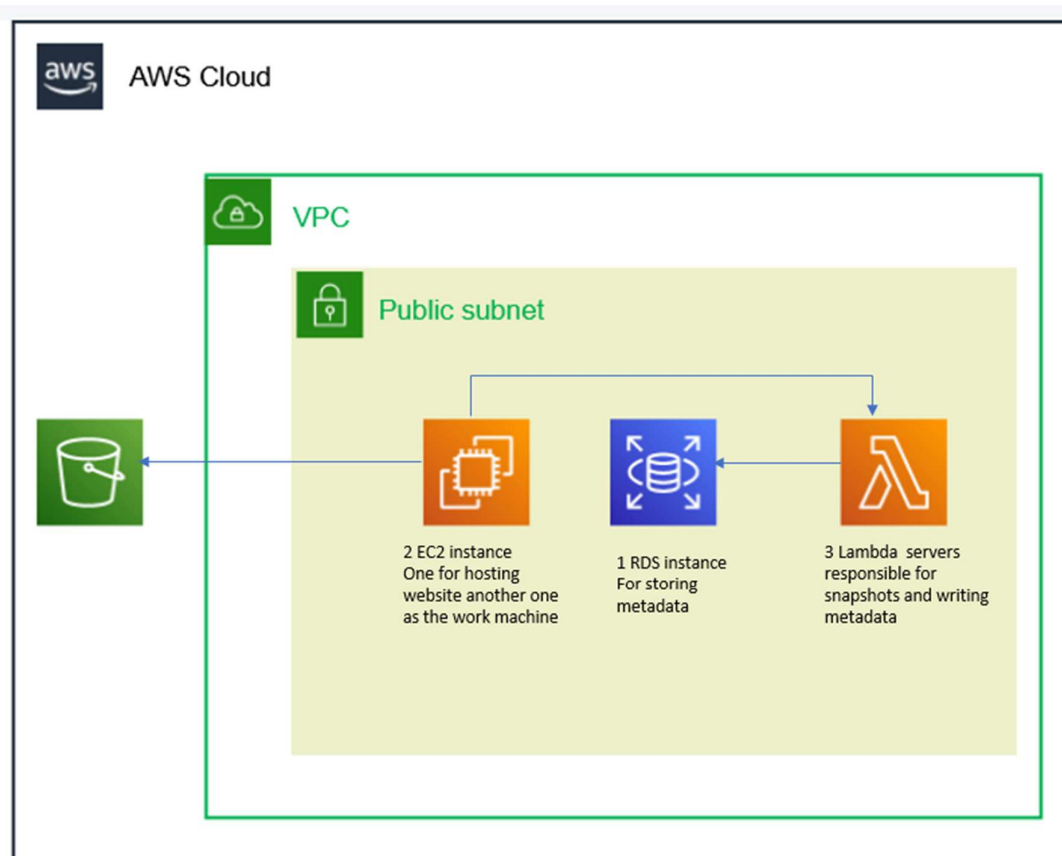 aws
AWS Cloud
VPC
Public subnet
2 EC2 instance
One for hosting
website another one
as the work machine
1 RDS instance
For storing
metadata
3 Lambda servers
responsible for
snapshots and writing
metadata